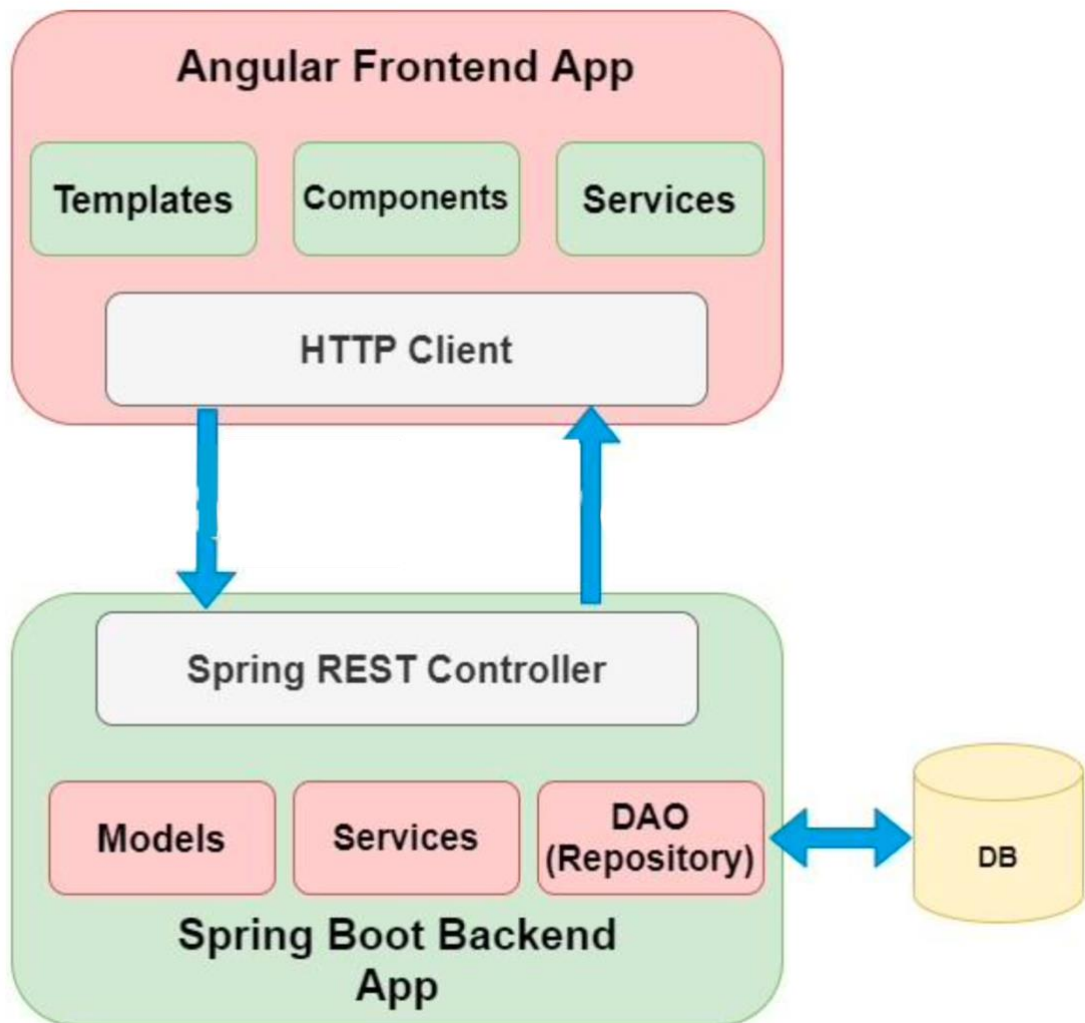 Angular Frontend App
Templates
Components
Services
HTTP Client
Spring REST Controller
Models
Services
DAO
(Repository)
DB
Spring Boot Backend
App